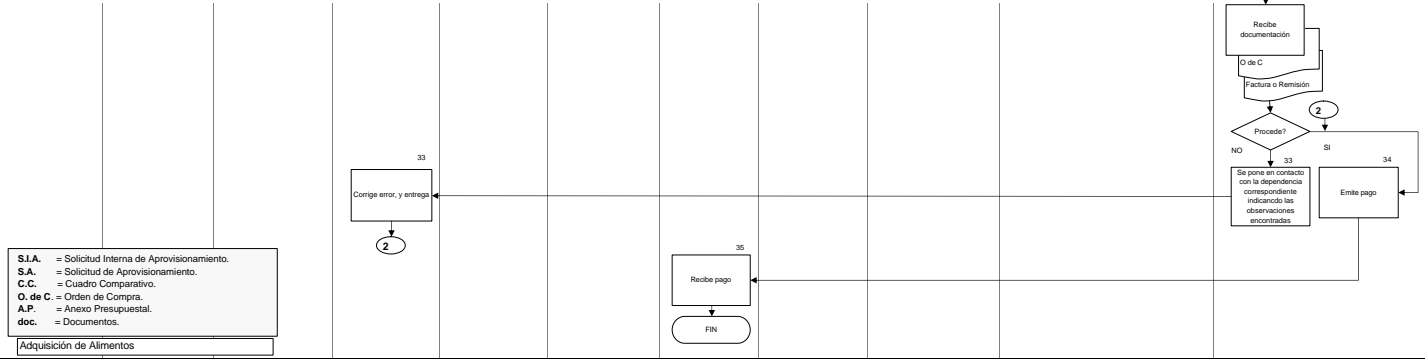 Recibe
documentación
O de C
Factura o Remisión
2
Procede?
NO
SI
33
34
Se pone en contacto
con la dependencia
correspondiente
indicancdo las
observaciones
encontradas
Emite pago
33
Corrige error, y entrega
2
35
Recibe pago
FIN
S.I.A. = Solicitud Interna de Aprovisionamiento.
S.A. = Solicitud de Aprovisionamiento.
C.C. = Cuadro Comparativo.
O. de C. = Orden de Compra.
A.P. = Anexo Presupuestal.
doc. = Documentos.
Adquisición de Alimentos